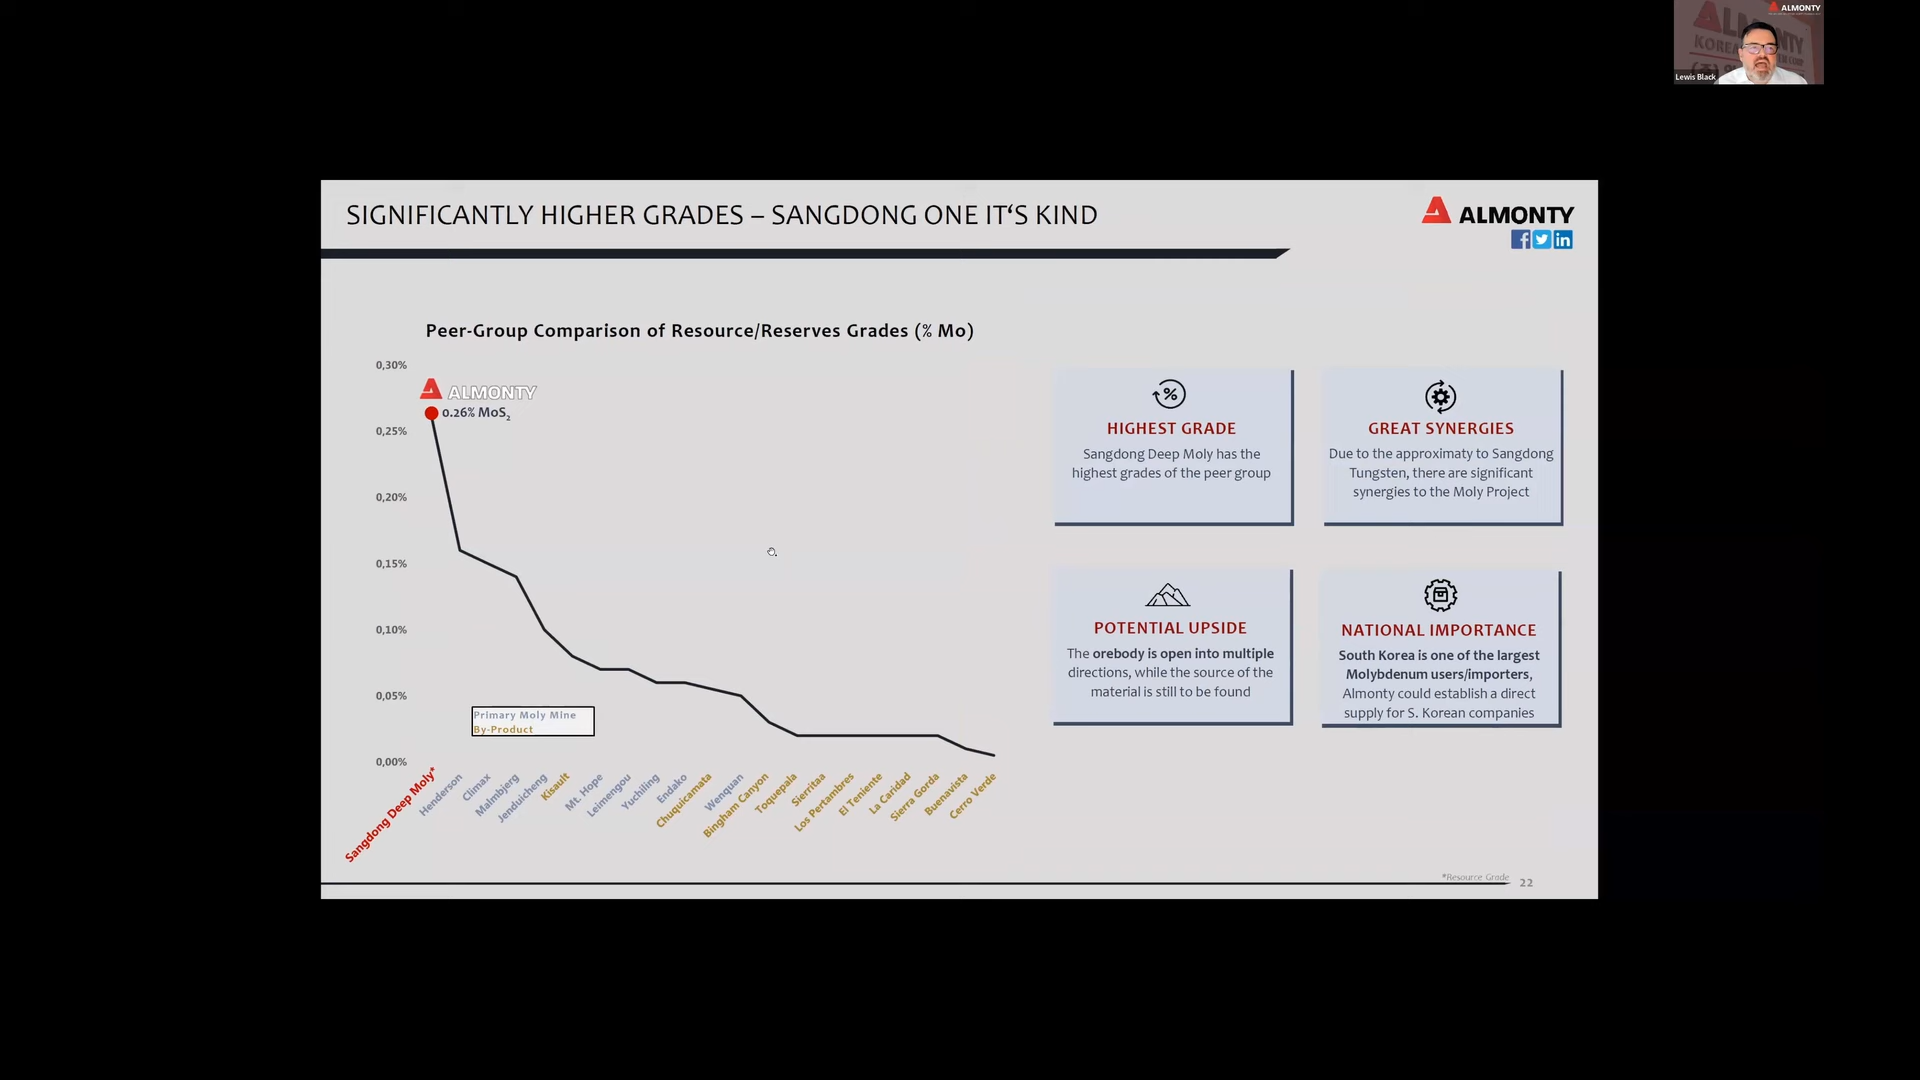 ALMONTY
Lewis Black
SIGNIFICANTLY HIGHER GRADES – SANGDONG ONE IT‘S KIND
ALMONTY
Peer-Group Comparison of Resource/Reserves Grades (% Mo)
0,30%
0,25%
0,20%
0,15%
0,10%
0,05%
0,00%
ALMONTY
0.26% MoS2
Primary Moly Mine
By-Product
Sangdong Deep Moly*
Henderson
Climax
Malmbjerg
Jenduicheng
Kisault
Mt. Hope
Leimengou
Yuchiling
Endako
Chuquicamata
Wenquan
Bingham Canyon
Toquepala
Sierritaa
Los Pertambres
El Teniente
La Caridad
Sierra Gorda
Buenavista
Cerro Verde
HIGHEST GRADE
Sangdong Deep Moly has the
highest grades of the peer group
GREAT SYNERGIES
Due to the approximaty to Sangdong
Tungsten, there are significant
synergies to the Moly Project
POTENTIAL UPSIDE
The orebody is open into multiple
directions, while the source of the
material is still to be found
NATIONAL IMPORTANCE
South Korea is one of the largest
Molybdenum users/importers,
Almonty could establish a direct
supply for S. Korean companies
*Resource Grade
22